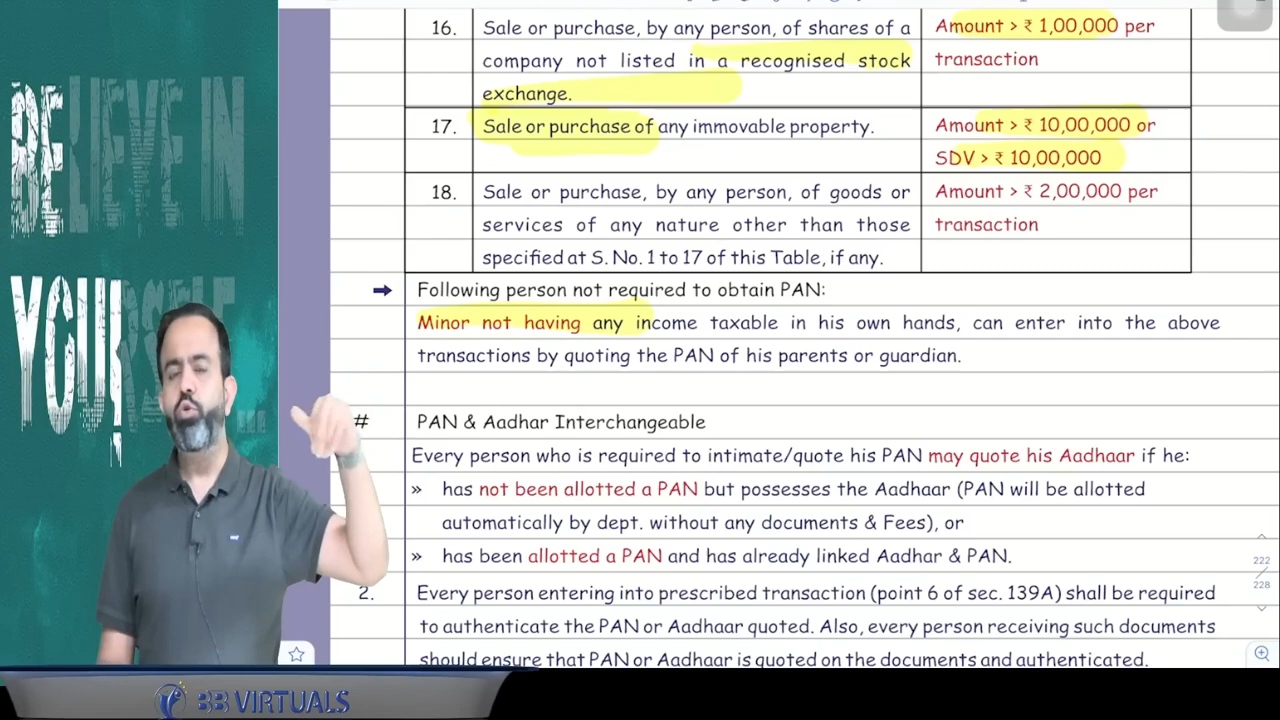 BELIEVE IN
YOURSELF...
16. Sale or purchase, by any person, of shares of a
company not listed in a recognised stock
exchange.
Amount > ₹ 1,00,000 per
transaction
17. Sale or purchase of any immovable property.
Amount > ₹ 10,00,000 or
SDV > ₹ 10,00,000
18. Sale or purchase, by any person, of goods or
services of any nature other than those
specified at S. No. 1 to 17 of this Table, if any.
Amount > ₹ 2,00,000 per
transaction
➡ Following person not required to obtain PAN:
Minor not having any income taxable in his own hands, can enter into the above
transactions by quoting the PAN of his parents or guardian.
# PAN & Aadhar Interchangeable
Every person who is required to intimate/quote his PAN may quote his Aadhaar if he:
» has not been allotted a PAN but possesses the Aadhaar (PAN will be allotted
automatically by dept. without any documents & Fees), or
» has been allotted a PAN and has already linked Aadhar & PAN.
2. Every person entering into prescribed transaction (point 6 of sec. 139A) shall be required
to authenticate the PAN or Aadhaar quoted. Also, every person receiving such documents
should ensure that PAN or Aadhaar is quoted on the documents and authenticated.
222
228
BB VIRTUALS